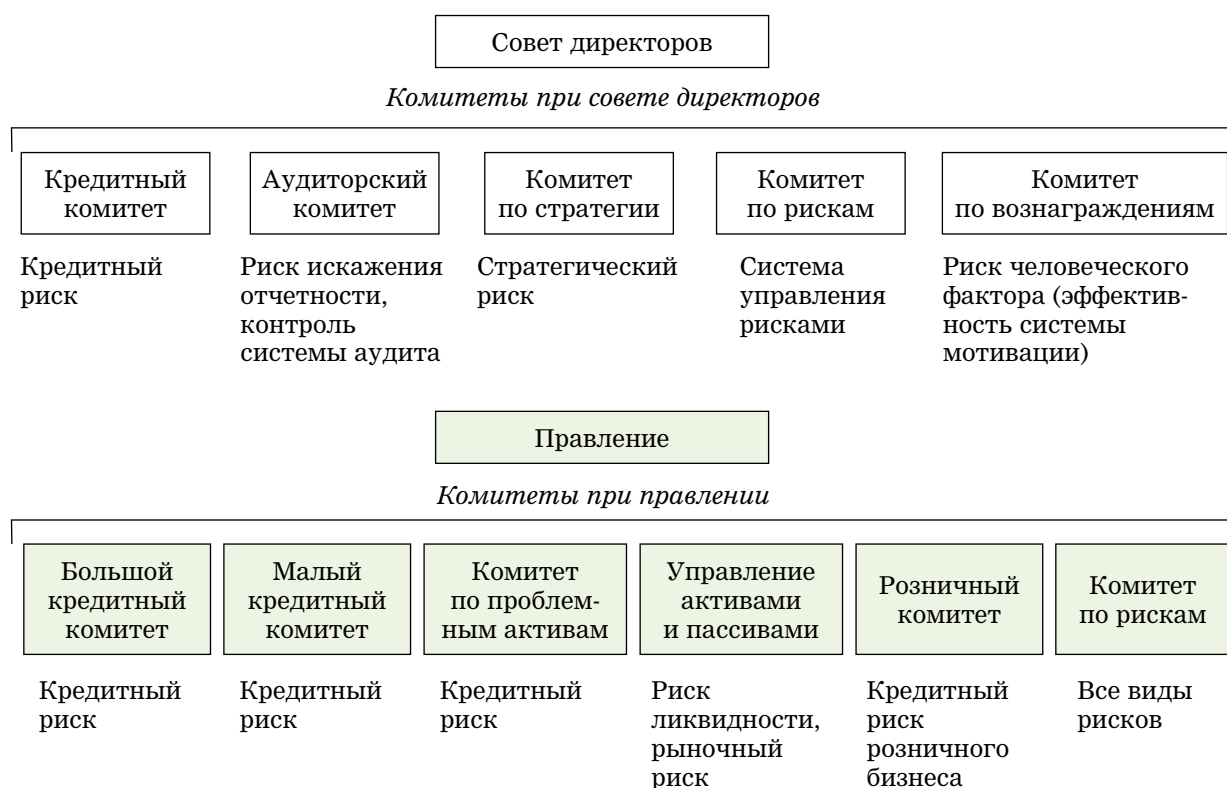 Совет директоров
Комитеты при совете директоров
Кредитный
комитет
Аудиторский
комитет
Комитет
по стратегии
Комитет
по рискам
Комитет
по вознаграждениям
Кредитный
риск
Риск искажения
отчетности,
контроль
системы аудита
Стратегический
риск
Система
управления
рисками
Риск человеческого
фактора (эффектив-
ность системы
мотивации)
Правление
Комитеты при правлении
Большой
кредитный
комитет
Малый
кредитный
комитет
Комитет
по проблем-
ным активам
Управление
активами
и пассивами
Розничный
комитет
Комитет
по рискам
Кредитный
риск
Кредитный
риск
Кредитный
риск
Риск
ликвидности,
рыночный
риск
Кредитный
риск
розничного
бизнеса
Все виды
рисков